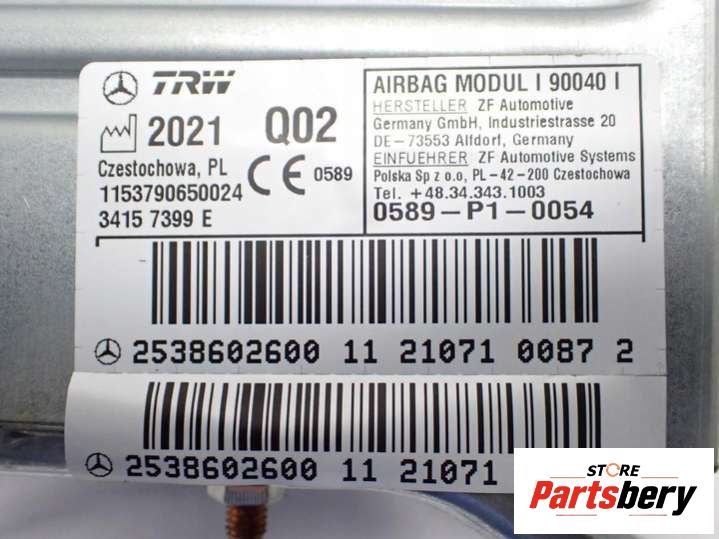 TRW
2021 Q02
Czestochowa, PL
CE 0589
1153790650024
3415 7399 E
AIRBAG MODUL I 90040 I
HERSTELLER ZF Automotive
Germany GmbH, Industriestrasse 20
DE-73553 Alfdorf, Germany
EINFUEHRER ZF Automotive Systems
Polska Sp z o.o, PL-42-200 Czestochowa
Tel. +48.34.343.1003
0589-P1-0054
2538602600 11 210710 0087 2
2538602600 11 21071
STORE
Partsbery